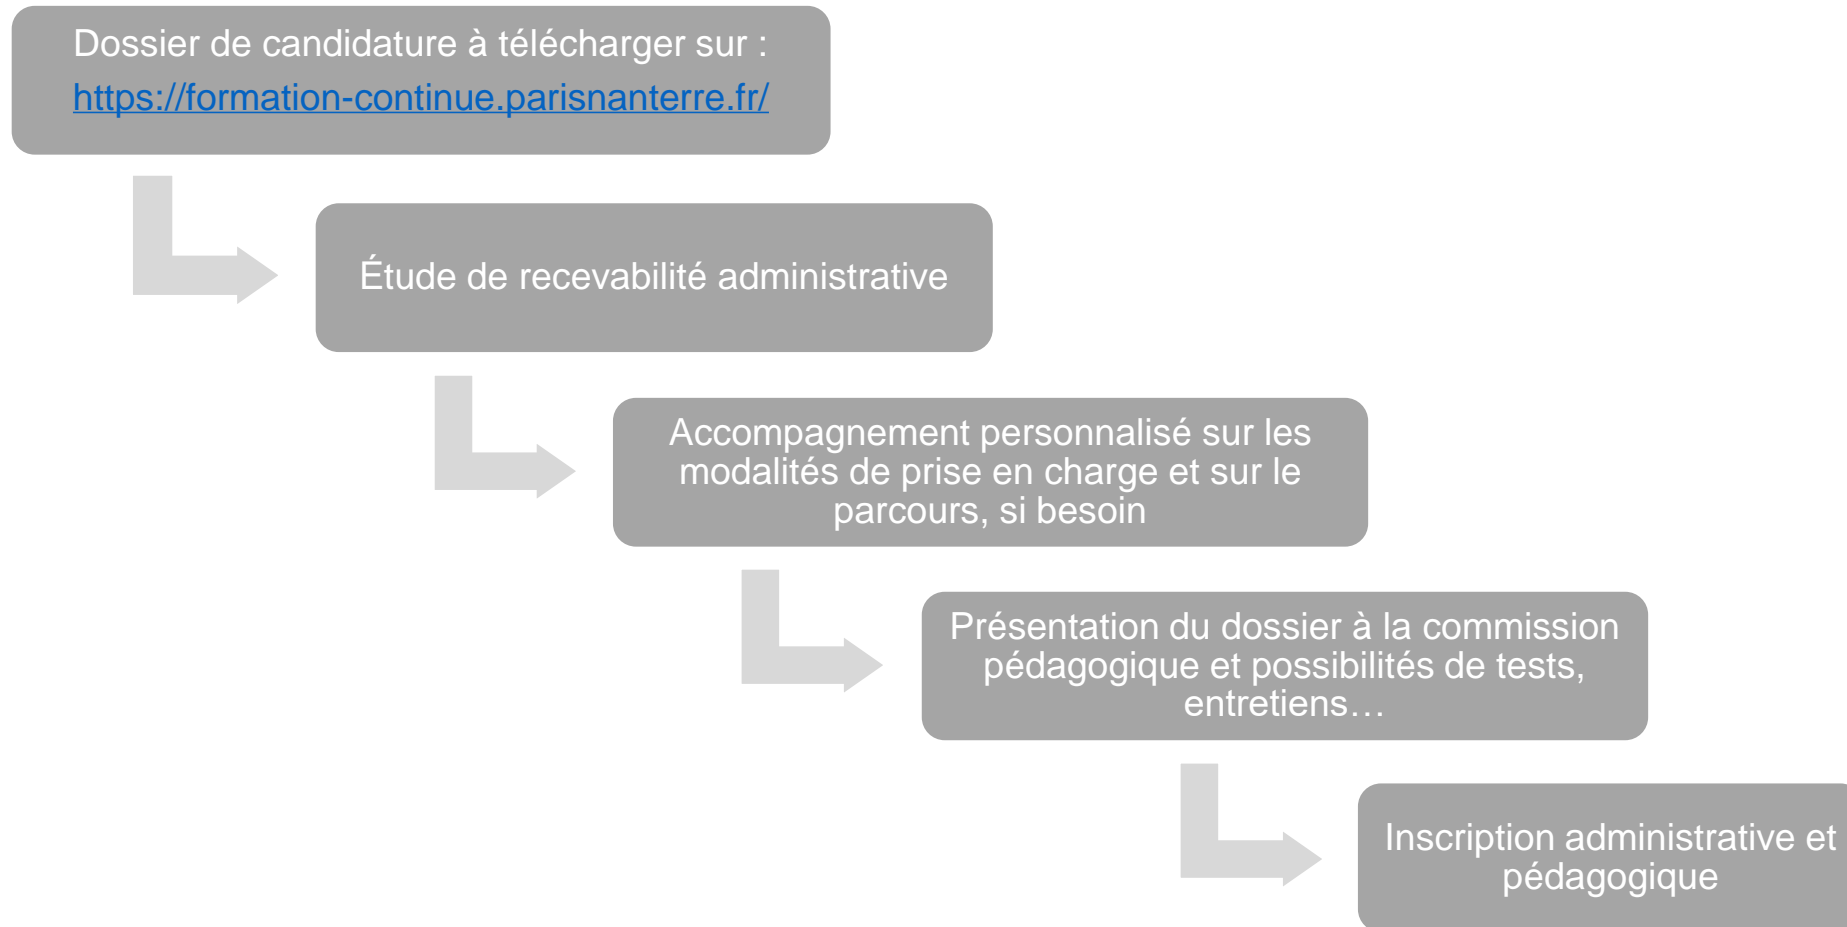 Dossier de candidature à télécharger sur :
https://formation-continue.parisnanterre.fr/
Étude de recevabilité administrative
Accompagnement personnalisé sur les
modalités de prise en charge et sur le
parcours, si besoin
Présentation du dossier à la commission
pédagogique et possibilités de tests,
entretiens…
Inscription administrative et
pédagogique